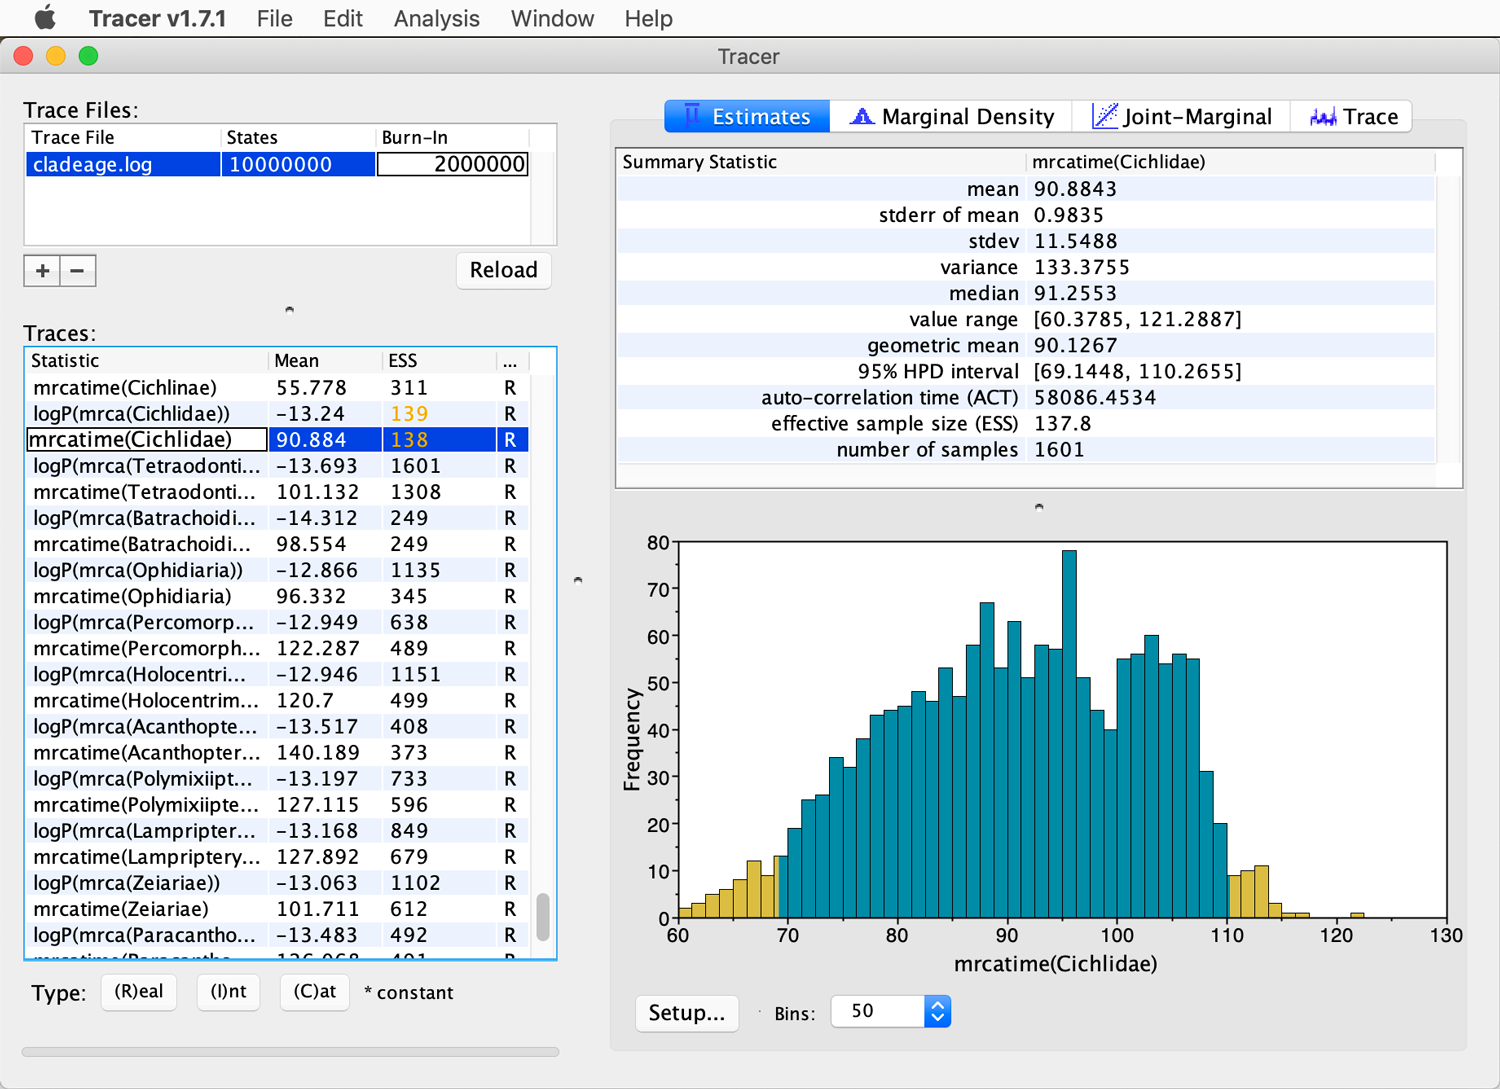 Tracer v1.7.1 File Edit Analysis Window Help
Tracer
Trace Files:
Trace File States Burn-In
cladeage.log 10000000 2000000
+ −
Reload
Traces:
Statistic Mean ESS ...
mrcatime(Cichlinae) 55.778 311 R
logP(mrca(Cichlidae)) −13.24 139 R
mrcatime(Cichlidae) 90.884 138 R
logP(mrca(Tetraodonti... −13.693 1601 R
mrcatime(Tetraodonti... 101.132 1308 R
logP(mrca(Batrachoidi... −14.312 249 R
mrcatime(Batrachoidi... 98.554 249 R
logP(mrca(Ophidiaria)) −12.866 1135 R
mrcatime(Ophidiaria) 96.332 345 R
logP(mrca(Percomorp... −12.949 638 R
mrcatime(Percomorph... 122.287 489 R
logP(mrca(Holocentri... −12.946 1151 R
mrcatime(Holocentrim... 120.7 499 R
logP(mrca(Acanthopte... −13.517 408 R
mrcatime(Acanthopter... 140.189 373 R
logP(mrca(Polymixiipt... −13.197 733 R
mrcatime(Polymixiipte... 127.115 596 R
logP(mrca(Lampripter... −13.168 849 R
mrcatime(Lampriptery... 127.892 679 R
logP(mrca(Zeiariae)) −13.063 1102 R
mrcatime(Zeiariae) 101.711 612 R
logP(mrca(Paracantho... −13.483 492 R
Type: (R)eal (I)nt (C)at * constant
Estimates Marginal Density Joint-Marginal Trace
Summary Statistic mrcatime(Cichlidae)
mean 90.8843
stderr of mean 0.9835
stdev 11.5488
variance 133.3755
median 91.2553
value range [60.3785, 121.2887]
geometric mean 90.1267
95% HPD interval [69.1448, 110.2655]
auto-correlation time (ACT) 58086.4534
effective sample size (ESS) 137.8
number of samples 1601
80
70
60
50
40
30
20
10
0
Frequency
60 70 80 90 100 110 120 130
mrcatime(Cichlidae)
Setup... Bins: 50